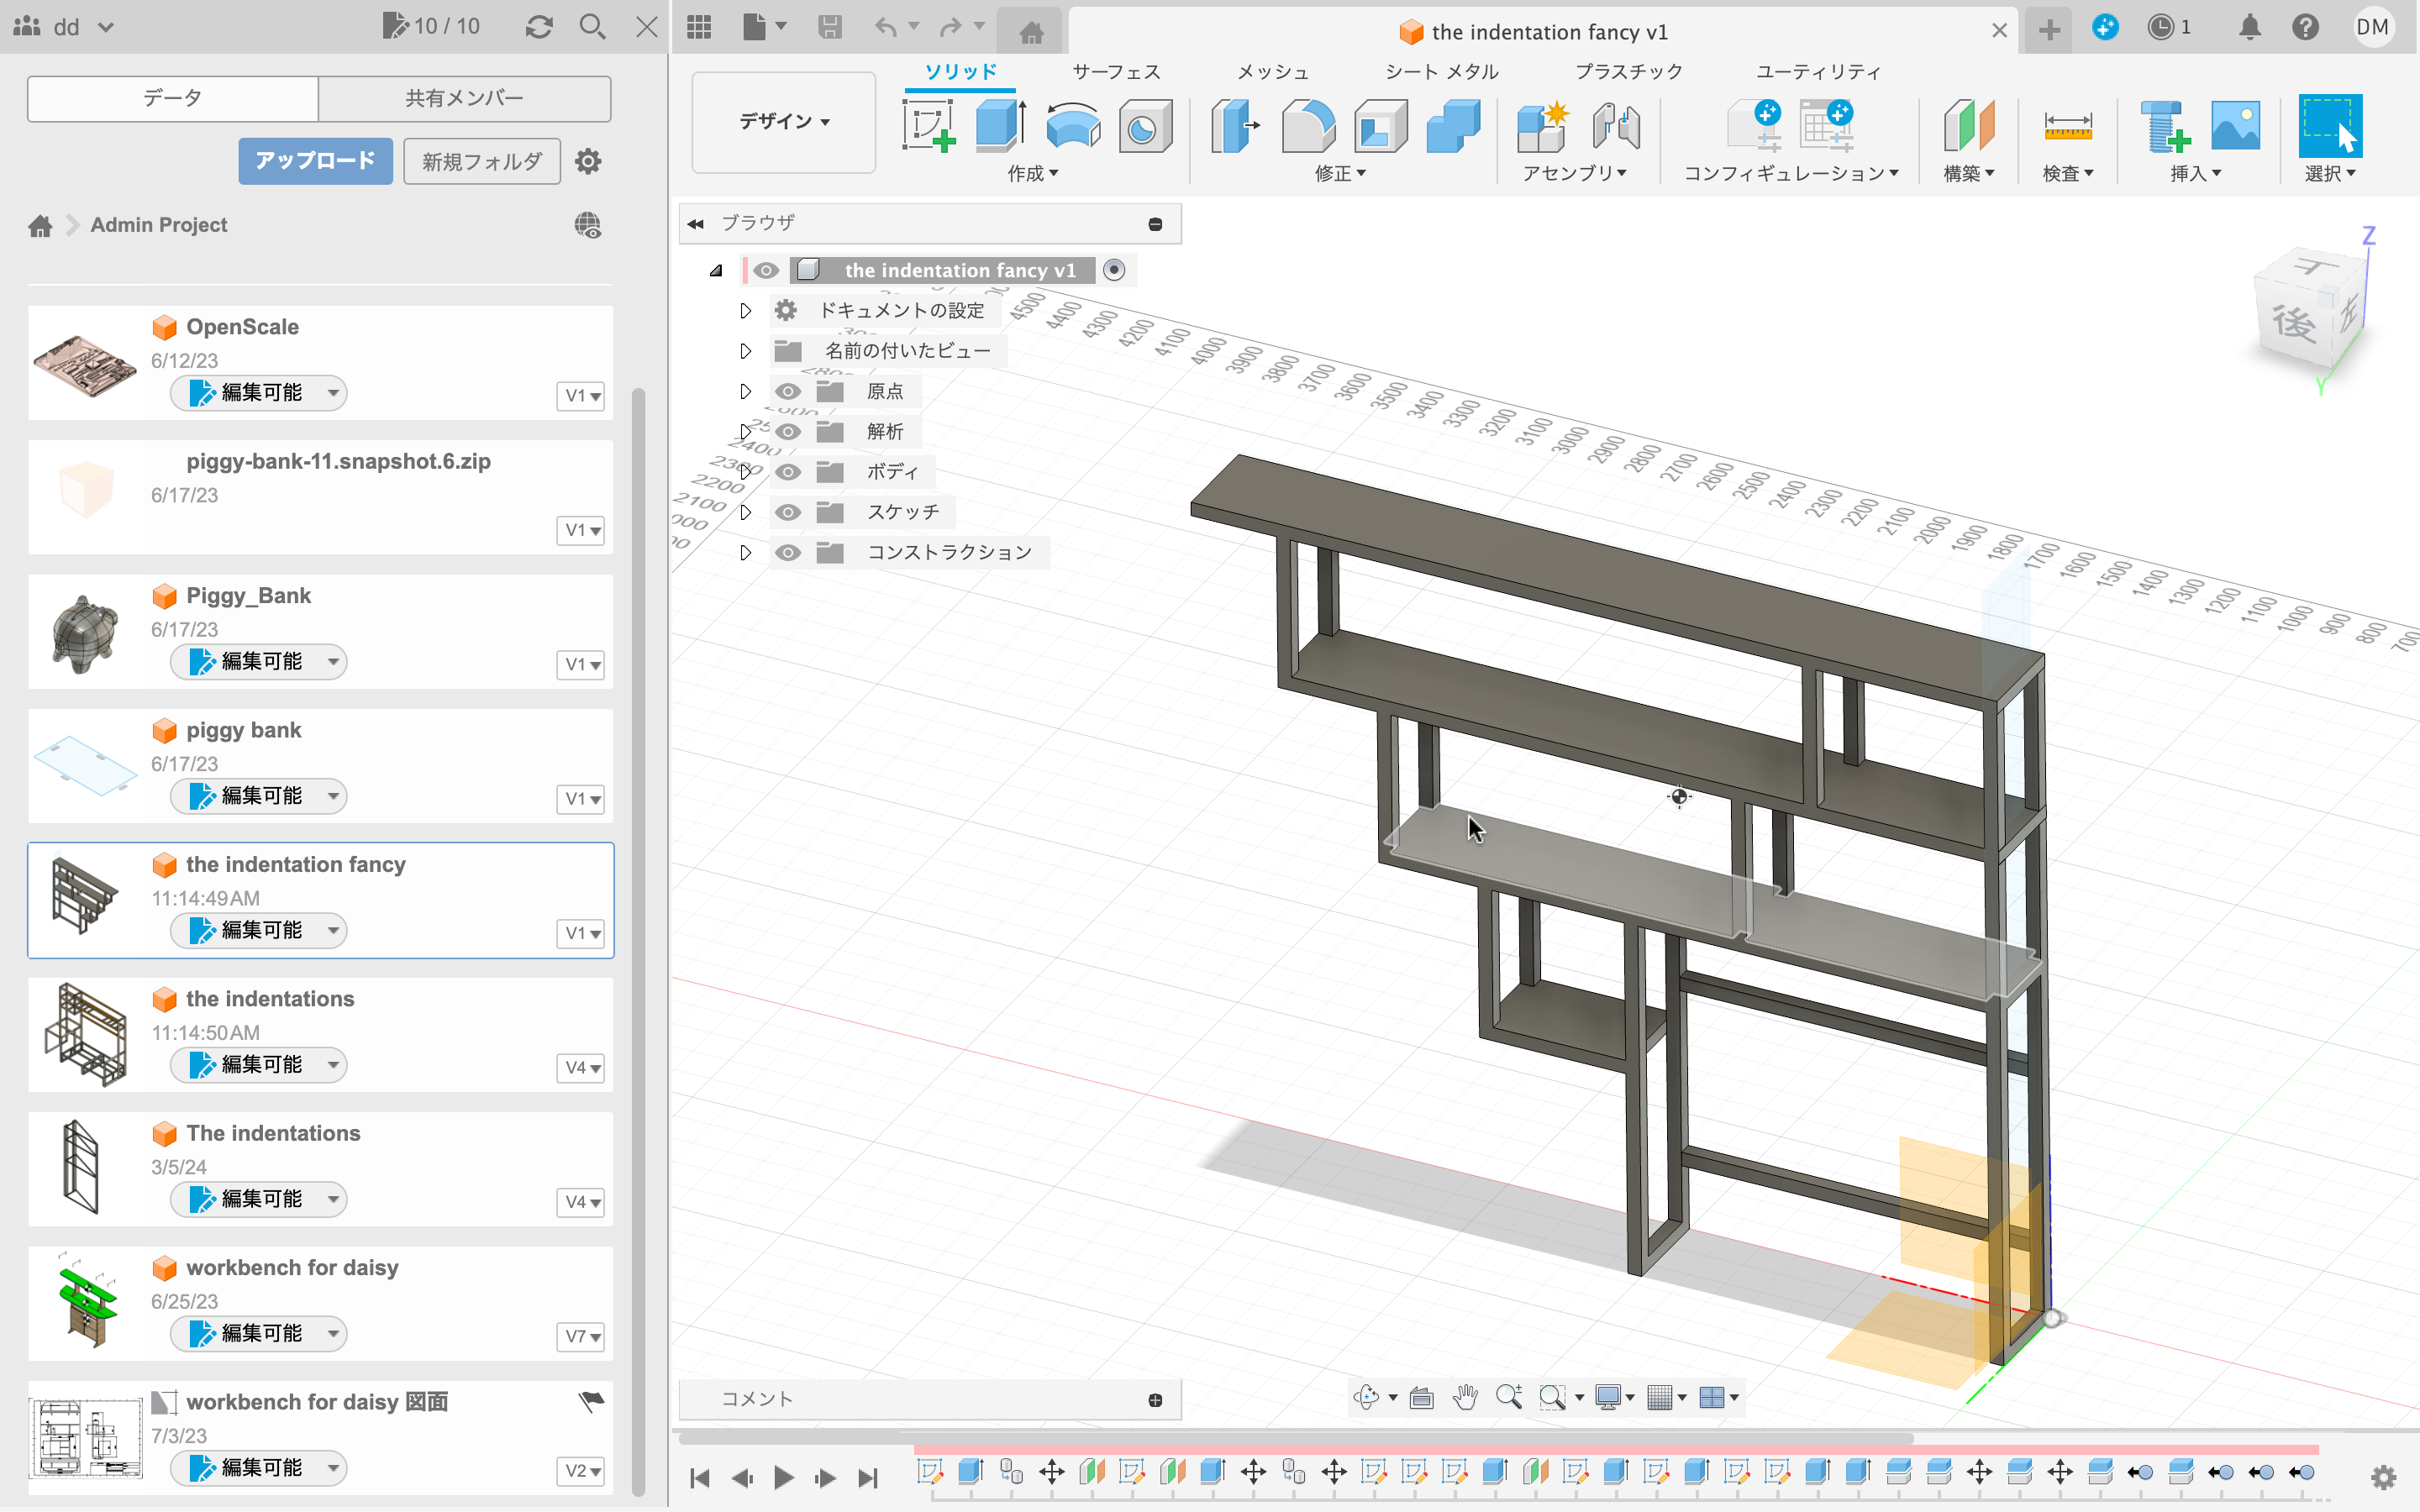 dd
10 / 10
the indentation fancy v1
1
DM
データ
共有メンバー
アップロード
新規フォルダ
Admin Project
OpenScale
6/12/23
編集可能
V1
piggy-bank-11.snapshot.6.zip
6/17/23
V1
Piggy_Bank
6/17/23
編集可能
V1
piggy bank
6/17/23
編集可能
V1
the indentation fancy
11:14:49AM
編集可能
V1
the indentations
11:14:50AM
編集可能
V4
The indentations
3/5/24
編集可能
V4
workbench for daisy
6/25/23
編集可能
V7
workbench for daisy 図面
7/3/23
編集可能
V2
デザイン
ソリッド
サーフェス
メッシュ
シート メタル
プラスチック
ユーティリティ
作成
修正
アセンブリ
コンフィギュレーション
構築
検査
挿入
選択
ブラウザ
the indentation fancy v1
ドキュメントの設定
名前の付いたビュー
原点
解析
ボディ
スケッチ
コンストラクション
4500
4400
4300
4200
4100
4000
3900
3800
3700
3600
3500
3400
3300
3200
3100
3000
2900
2800
2700
2600
2500
2400
2300
2200
2100
2000
1900
1800
1700
1600
1500
1400
1300
1200
1100
1000
900
800
700
2400
2300
2200
2100
Z
上
後
左
Y
コメント